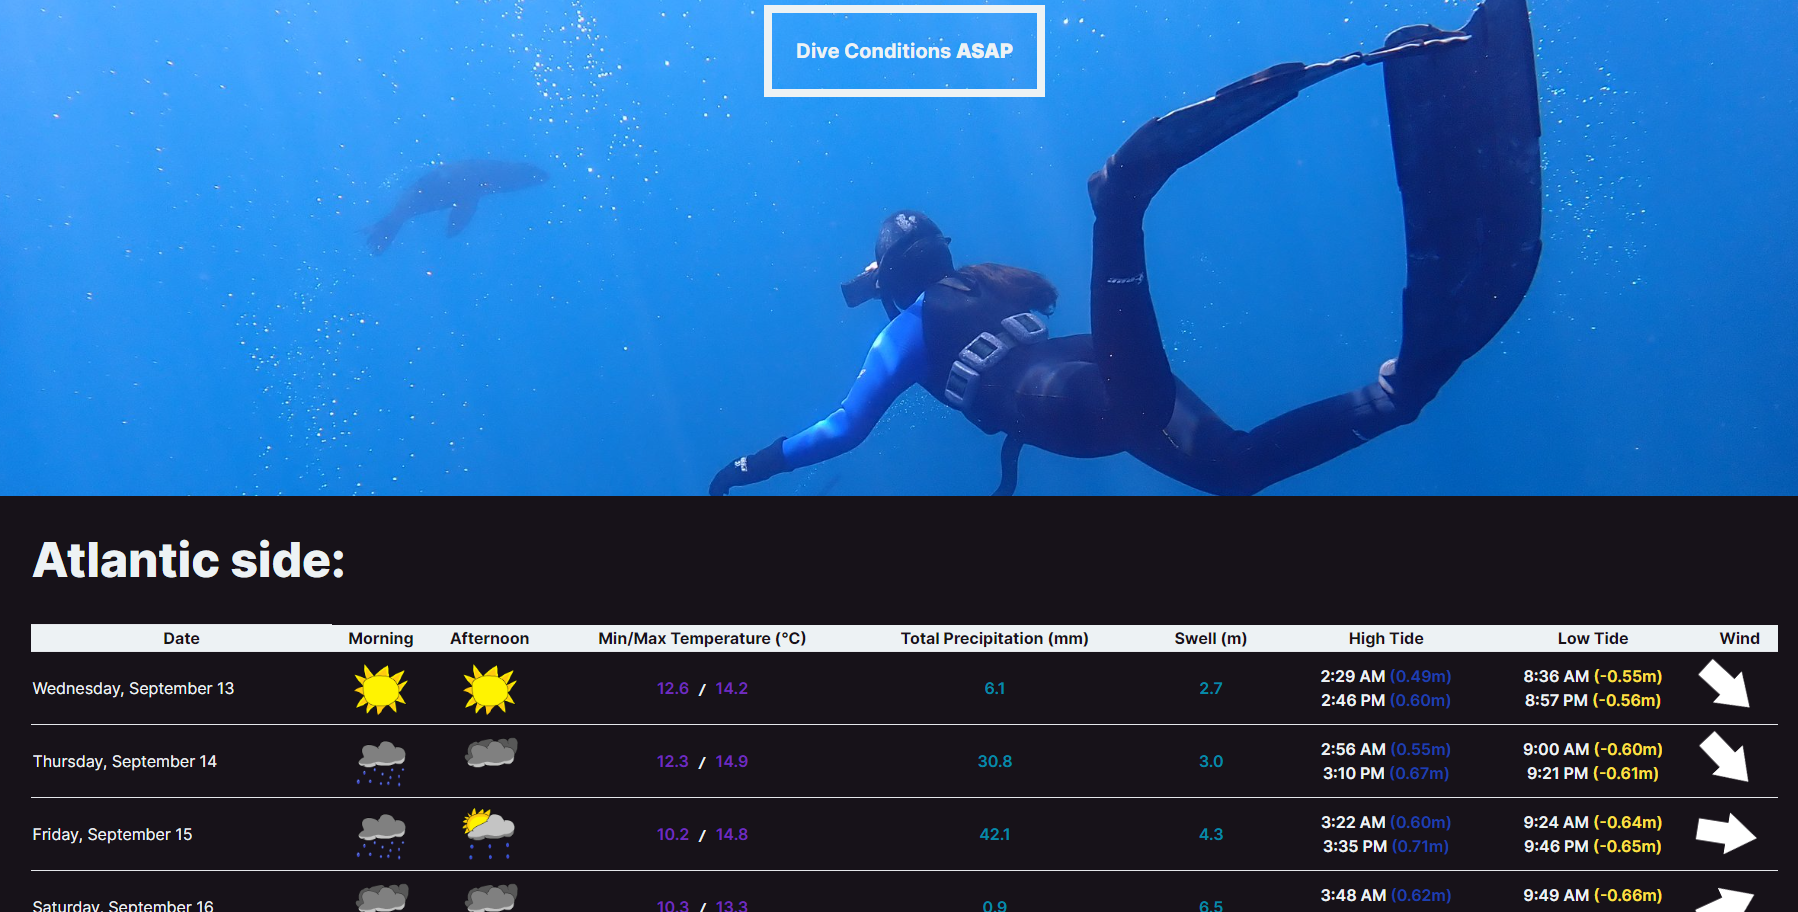 Dive Conditions ASAP
Atlantic side:
Date Morning Afternoon Min/Max Temperature (°C) Total Precipitation (mm) Swell (m) High Tide Low Tide Wind
Wednesday, September 13 12.6 / 14.2 6.1 2.7 2:29 AM (0.49m) 8:36 AM (-0.55m)
2:46 PM (0.60m) 8:57 PM (-0.56m)
Thursday, September 14 12.3 / 14.9 30.8 3.0 2:56 AM (0.55m) 9:00 AM (-0.60m)
3:10 PM (0.67m) 9:21 PM (-0.61m)
Friday, September 15 10.2 / 14.8 42.1 4.3 3:22 AM (0.60m) 9:24 AM (-0.64m)
3:35 PM (0.71m) 9:46 PM (-0.65m)
Saturday, September 16 10.3 / 13.3 0.9 6.5 3:48 AM (0.62m) 9:49 AM (-0.66m)